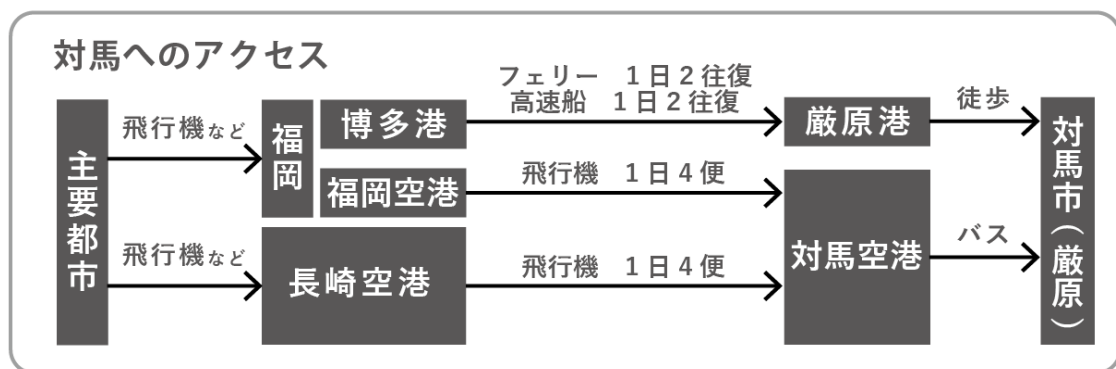 対馬へのアクセス
主要都市
飛行機など
福岡
博多港
フェリー 1日2往復
高速船 1日2往復
厳原港
徒歩
対馬市(厳原)
福岡空港
飛行機 1日4便
対馬空港
バス
飛行機など
長崎空港
飛行機 1日4便